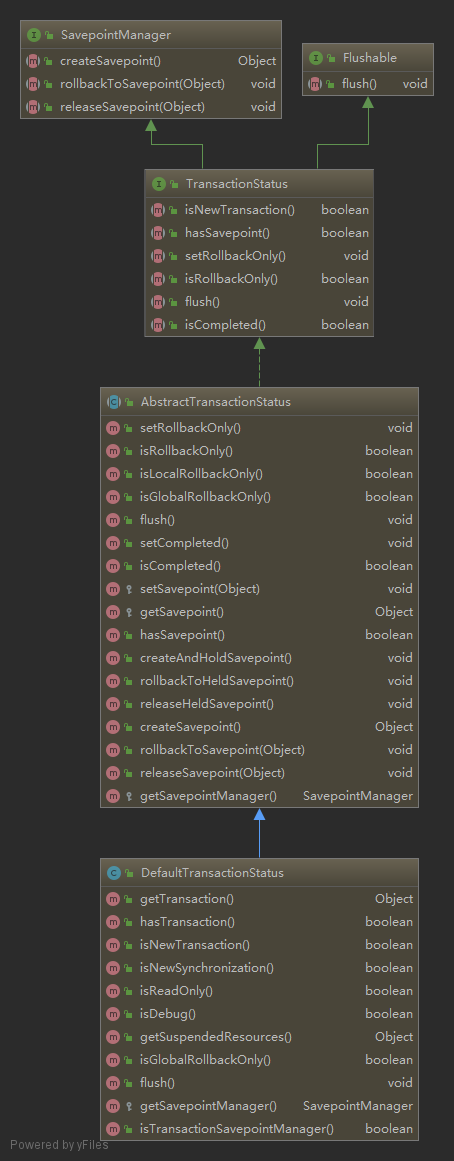 SavepointManager
createSavepoint() Object
rollbackToSavepoint(Object) void
releaseSavepoint(Object) void
Flushable
flush() void
TransactionStatus
isNewTransaction() boolean
hasSavepoint() boolean
setRollbackOnly() void
isRollbackOnly() boolean
flush() void
isCompleted() boolean
AbstractTransactionStatus
setRollbackOnly() void
isRollbackOnly() boolean
isLocalRollbackOnly() boolean
isGlobalRollbackOnly() boolean
flush() void
setCompleted() void
isCompleted() boolean
setSavepoint(Object) void
getSavepoint() Object
hasSavepoint() boolean
createAndHoldSavepoint() void
rollbackToHeldSavepoint() void
releaseHeldSavepoint() void
createSavepoint() Object
rollbackToSavepoint(Object) void
releaseSavepoint(Object) void
getSavepointManager() SavepointManager
DefaultTransactionStatus
getTransaction() Object
hasTransaction() boolean
isNewTransaction() boolean
isNewSynchronization() boolean
isReadOnly() boolean
isDebug() boolean
getSuspendedResources() Object
isGlobalRollbackOnly() boolean
flush() void
getSavepointManager() SavepointManager
isTransactionSavepointManager() boolean
Powered by yFiles